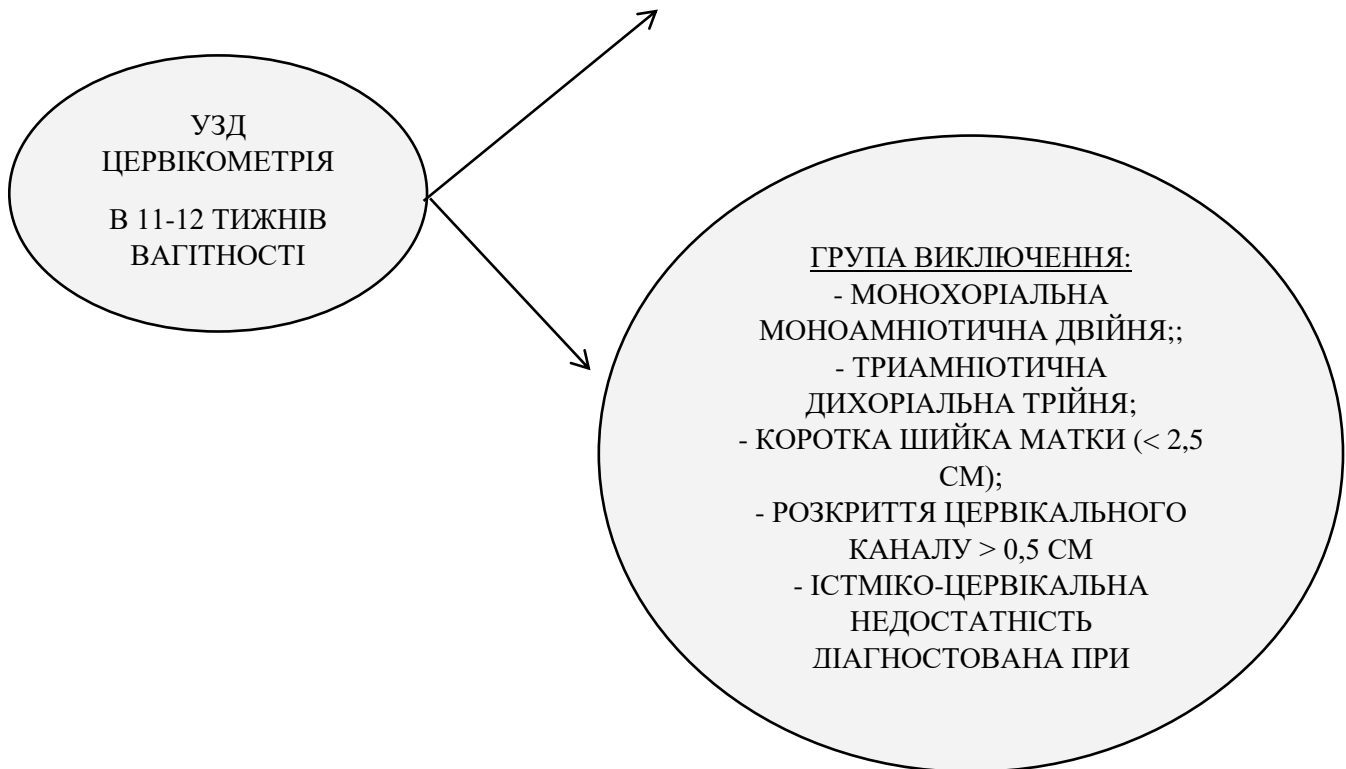 УЗД
ЦЕРВІКОМЕТРІЯ
В 11-12 ТИЖНІВ
ВАГІТНОСТІ
ГРУПА ВИКЛЮЧЕННЯ:
- МОНОХОРІАЛЬНА
МОНОАМНІОТИЧНА ДВІЙНЯ;;
- ТРИАМНІОТИЧНА
ДИХОРІАЛЬНА ТРІЙНЯ;
- КОРОТКА ШИЙКА МАТКИ (< 2,5
СМ);
- РОЗКРИТТЯ ЦЕРВІКАЛЬНОГО
КАНАЛУ > 0,5 СМ
- ІСТМІКО-ЦЕРВІКАЛЬНА
НЕДОСТАТНІСТЬ
ДІАГНОСТОВАНА ПРИ